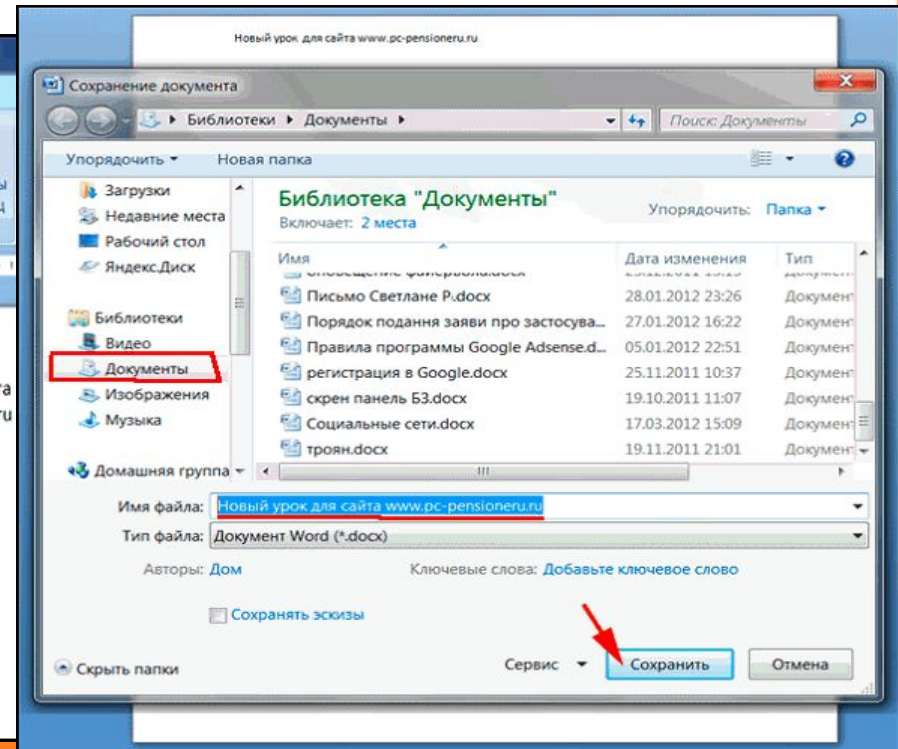 Новый урок для сайта www.pc-pensioneru.ru
Сохранение документа
Библиотеки ▸ Документы ▸
Поиск: Документы
Упорядочить
Новая папка
Загрузки
Недавние места
Рабочий стол
Яндекс.Диск
Библиотеки
Видео
Документы
Изображения
Музыка
Домашняя группа
Библиотека "Документы"
Включает: 2 места
Упорядочить: Папка
Имя Дата изменения Тип
Письмо Светлане Р.docx 28.01.2012 23:26 Документ
Порядок подання заяви про застосува... 27.01.2012 16:22 Документ
Правила программы Google Adsense.d... 05.01.2012 22:51 Документ
регистрация в Google.docx 25.11.2011 10:37 Документ
скрен панель Б3.docx 19.10.2011 11:07 Документ
Социальные сети.docx 17.03.2012 15:09 Документ
троян.docx 19.11.2011 21:01 Документ
Имя файла: Новый урок для сайта www.pc-pensioneru.ru
Тип файла: Документ Word (*.docx)
Авторы: Дом
Ключевые слова: Добавьте ключевое слово
Сохранять эскизы
Скрыть папки
Сервис
Сохранить
Отмена